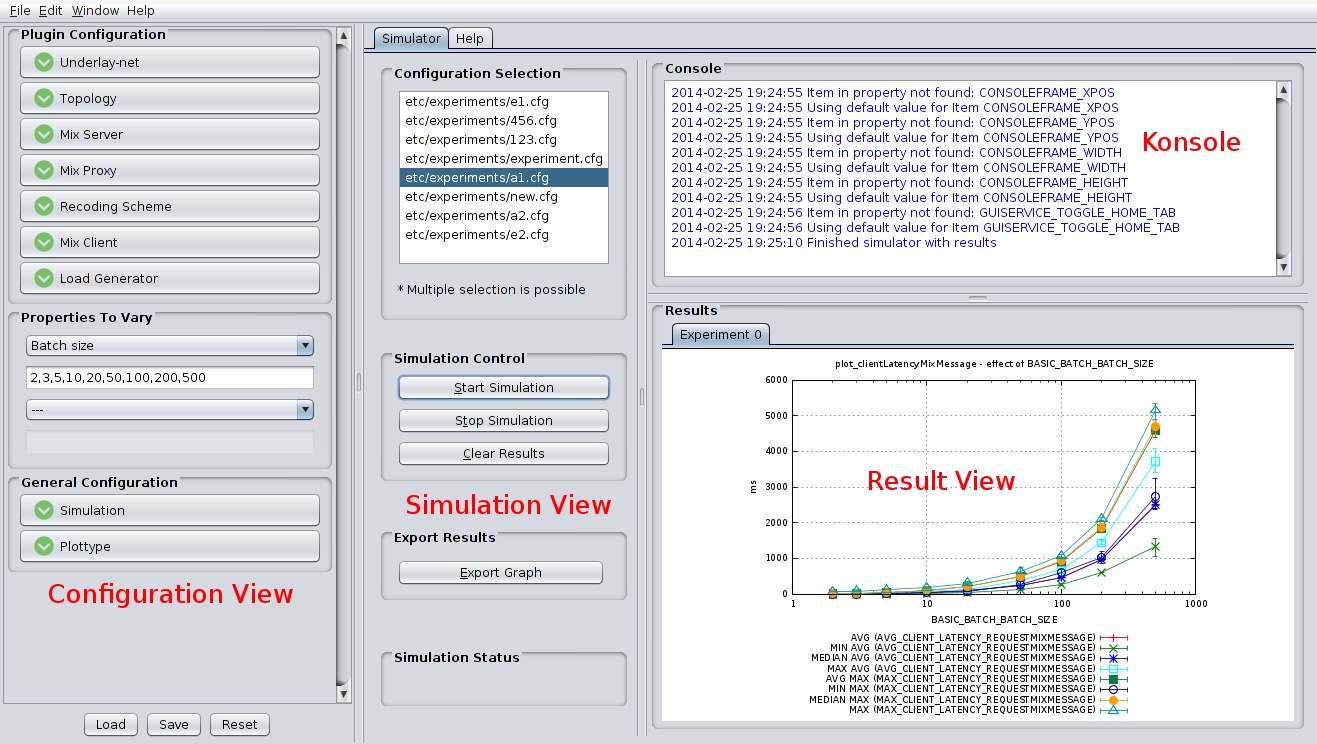 File Edit Window Help
Plugin Configuration
Underlay-net
Topology
Mix Server
Mix Proxy
Recoding Scheme
Mix Client
Load Generator
Properties To Vary
Batch size
2,3,5,10,20,50,100,200,500
---
General Configuration
Simulation
Plottype
Configuration View
Load Save Reset
Simulator Help
Configuration Selection
etc/experiments/e1.cfg
etc/experiments/456.cfg
etc/experiments/123.cfg
etc/experiments/experiment.cfg
etc/experiments/a1.cfg
etc/experiments/new.cfg
etc/experiments/a2.cfg
etc/experiments/e2.cfg
* Multiple selection is possible
Simulation Control
Start Simulation
Stop Simulation
Clear Results
Simulation View
Export Results
Export Graph
Simulation Status
Console
2014-02-25 19:24:55 Item in property not found: CONSOLEFRAME_XPOS
2014-02-25 19:24:55 Using default value for Item CONSOLEFRAME_XPOS
2014-02-25 19:24:55 Item in property not found: CONSOLEFRAME_YPOS
2014-02-25 19:24:55 Using default value for Item CONSOLEFRAME_YPOS
2014-02-25 19:24:55 Item in property not found: CONSOLEFRAME_WIDTH
2014-02-25 19:24:55 Using default value for Item CONSOLEFRAME_WIDTH
2014-02-25 19:24:55 Item in property not found: CONSOLEFRAME_HEIGHT
2014-02-25 19:24:55 Using default value for Item CONSOLEFRAME_HEIGHT
2014-02-25 19:24:56 Item in property not found: GUISERVICE_TOGGLE_HOME_TAB
2014-02-25 19:24:56 Using default value for Item GUISERVICE_TOGGLE_HOME_TAB
2014-02-25 19:25:10 Finished simulator with results
Konsole
Results
Experiment 0
plot_clientLatencyMixMessage - effect of BASIC_BATCH_BATCH_SIZE
6000
5000
4000
3000
2000
1000
0
ms
Result View
1 10 100 1000
BASIC_BATCH_BATCH_SIZE
AVG (AVG_CLIENT_LATENCY_REQUESTMIXMESSAGE)
MIN AVG (AVG_CLIENT_LATENCY_REQUESTMIXMESSAGE)
MEDIAN AVG (AVG_CLIENT_LATENCY_REQUESTMIXMESSAGE)
MAX AVG (AVG_CLIENT_LATENCY_REQUESTMIXMESSAGE)
AVG MAX (MAX_CLIENT_LATENCY_REQUESTMIXMESSAGE)
MIN MAX (MAX_CLIENT_LATENCY_REQUESTMIXMESSAGE)
MEDIAN MAX (MAX_CLIENT_LATENCY_REQUESTMIXMESSAGE)
MAX (MAX_CLIENT_LATENCY_REQUESTMIXMESSAGE)